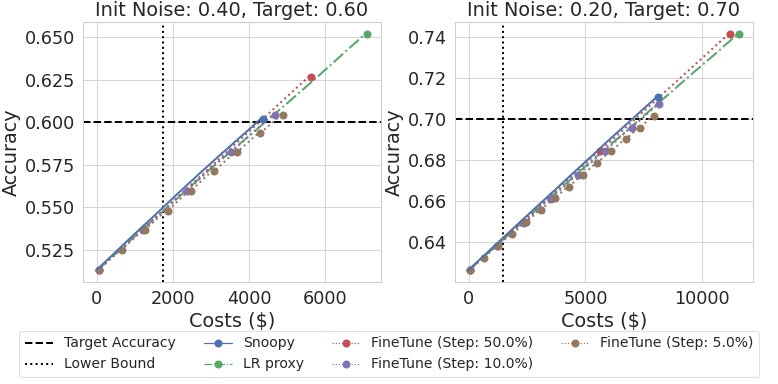 Init Noise: 0.40, Target: 0.60
0.650
0.625
0.600
0.575
0.550
0.525
Accuracy
0 2000 4000 6000
Costs ($)
Init Noise: 0.20, Target: 0.70
0.74
0.72
0.70
0.68
0.66
0.64
Accuracy
0 5000 10000
Costs ($)
Target Accuracy Snoopy FineTune (Step: 50.0%) FineTune (Step: 5.0%)
Lower Bound LR proxy FineTune (Step: 10.0%)